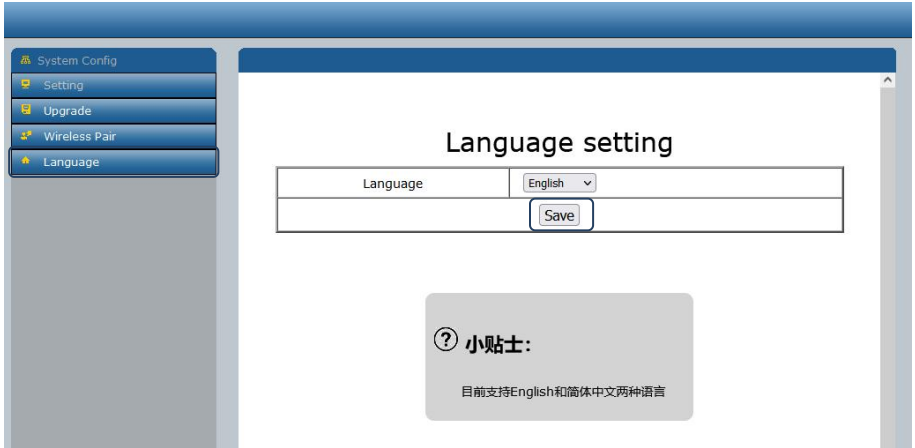 System Config
Setting
Upgrade
Wireless Pair
Language
Language setting
Language English
Save
? 小贴士：
目前支持English和简体中文两种语言